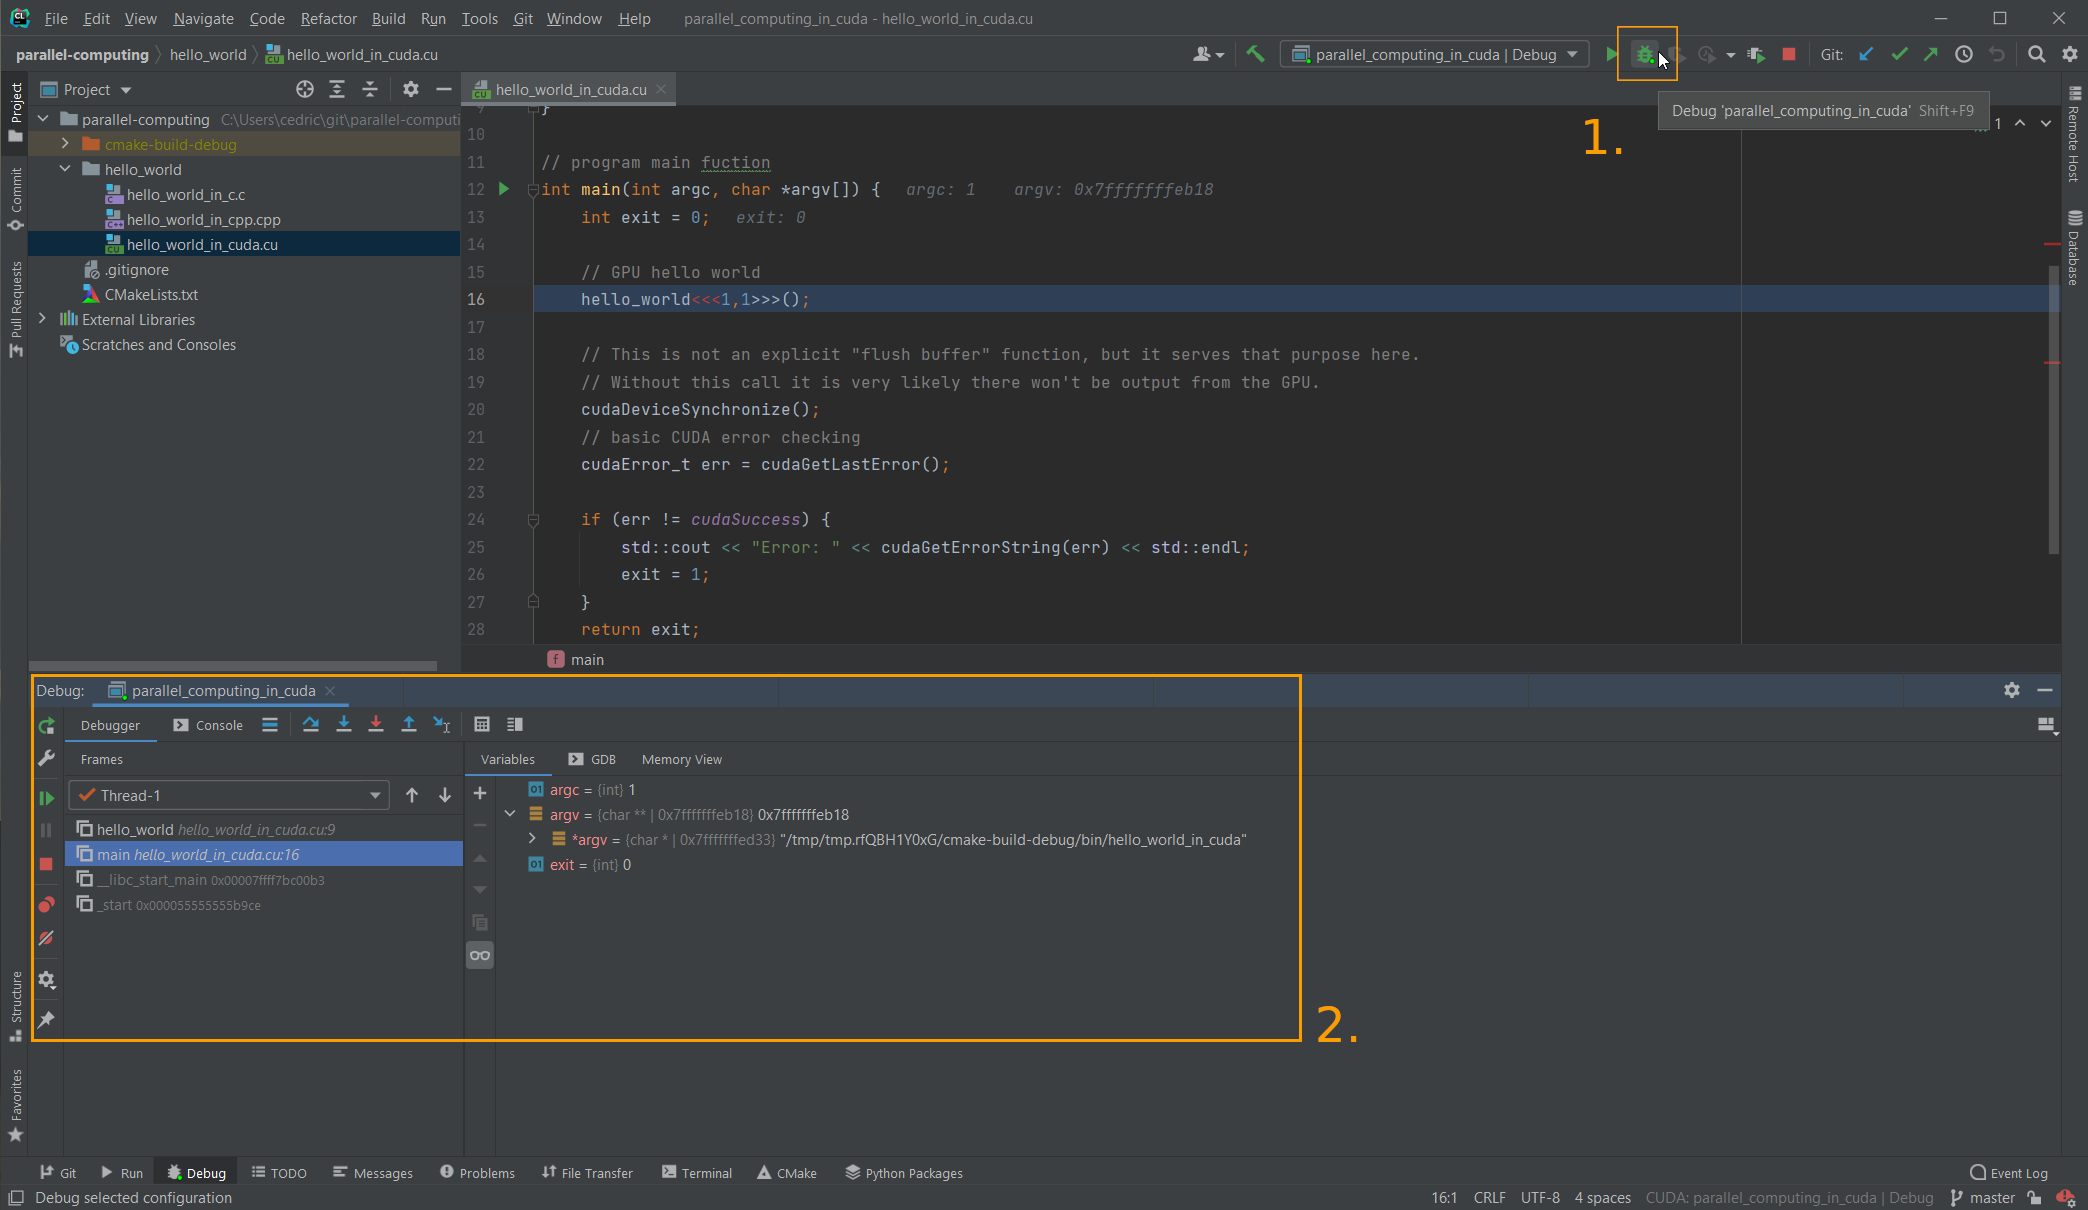 File Edit View Navigate Code Refactor Build Run Tools Git Window Help parallel_computing_in_cuda - hello_world_in_cuda.cu
parallel-computing hello_world hello_world_in_cuda.cu parallel_computing_in_cuda | Debug Git:
Project
hello_world_in_cuda.cu
Debug 'parallel_computing_in_cuda' Shift+F9
1
1.
parallel-computing C:\Users\cedric\git\parallel-computi
cmake-build-debug
hello_world
hello_world_in_c.c
hello_world_in_cpp.cpp
hello_world_in_cuda.cu
.gitignore
CMakeLists.txt
External Libraries
Scratches and Consoles
Project
Commit
Pull Requests
Structure
Favorites
Remote Host
Database
9 }
10
11 // program main fuction
12 int main(int argc, char *argv[]) { argc: 1 argv: 0x7fffffffeb18
13 int exit = 0; exit: 0
14
15 // GPU hello world
16 hello_world<<<1,1>>>();
17
18 // This is not an explicit "flush buffer" function, but it serves that purpose here.
19 // Without this call it is very likely there won't be output from the GPU.
20 cudaDeviceSynchronize();
21 // basic CUDA error checking
22 cudaError_t err = cudaGetLastError();
23
24 if (err != cudaSuccess) {
25 std::cout << "Error: " << cudaGetErrorString(err) << std::endl;
26 exit = 1;
27 }
28 return exit;
f main
Debug: parallel_computing_in_cuda
Debugger Console
Frames
Thread-1
hello_world hello_world_in_cuda.cu:9
main hello_world_in_cuda.cu:16
__libc_start_main 0x00007ffff7bc00b3
_start 0x000055555555b9ce
Variables GDB Memory View
argc = {int} 1
argv = {char ** | 0x7fffffffeb18} 0x7fffffffeb18
*argv = {char * | 0x7fffffffed33} "/tmp/tmp.rfQBH1Y0xG/cmake-build-debug/bin/hello_world_in_cuda"
exit = {int} 0
2.
Git Run Debug TODO Messages Problems File Transfer Terminal CMake Python Packages Event Log
Debug selected configuration 16:1 CRLF UTF-8 4 spaces CUDA: parallel_computing_in_cuda | Debug master